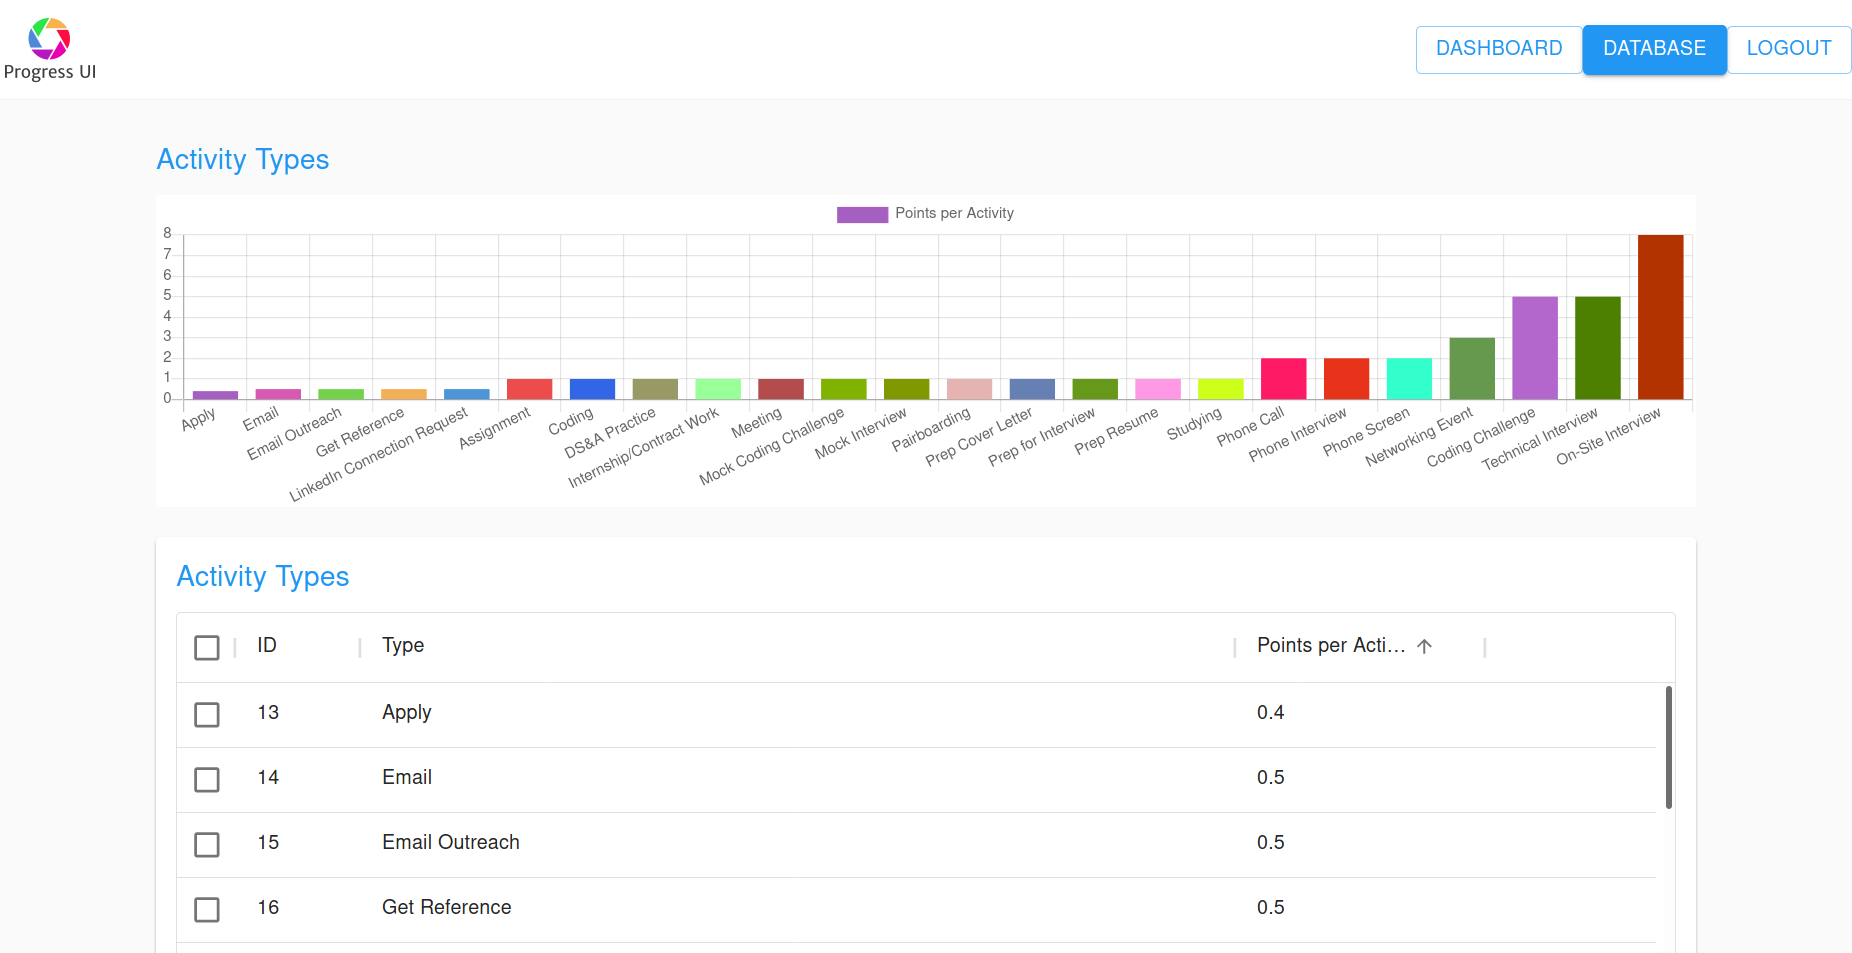 Progress UI
DASHBOARD
DATABASE
LOGOUT
Activity Types
Points per Activity
8
7
6
5
4
3
2
1
0
Apply
Email
Email Outreach
Get Reference
LinkedIn Connection Request
Assignment
Coding
DS&A Practice
Internship/Contract Work
Meeting
Mock Coding Challenge
Mock Interview
Pairboarding
Prep Cover Letter
Prep for Interview
Prep Resume
Studying
Phone Call
Phone Interview
Phone Screen
Networking Event
Coding Challenge
Technical Interview
On-Site Interview
Activity Types
ID Type Points per Acti...
13 Apply 0.4
14 Email 0.5
15 Email Outreach 0.5
16 Get Reference 0.5